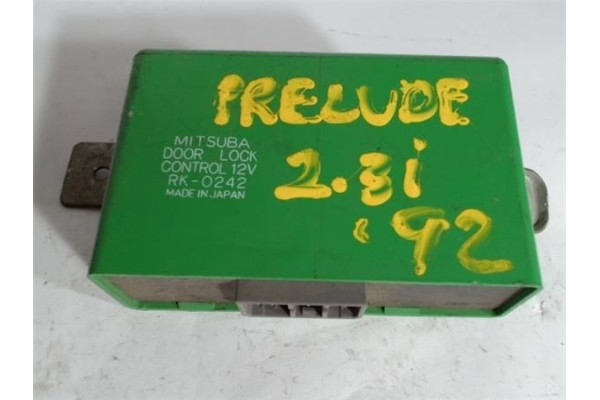 PRELUDE
MITSUBA
DOOR LOCK
CONTROL 12V
RK-0242
MADE IN JAPAN
2.3i
'92